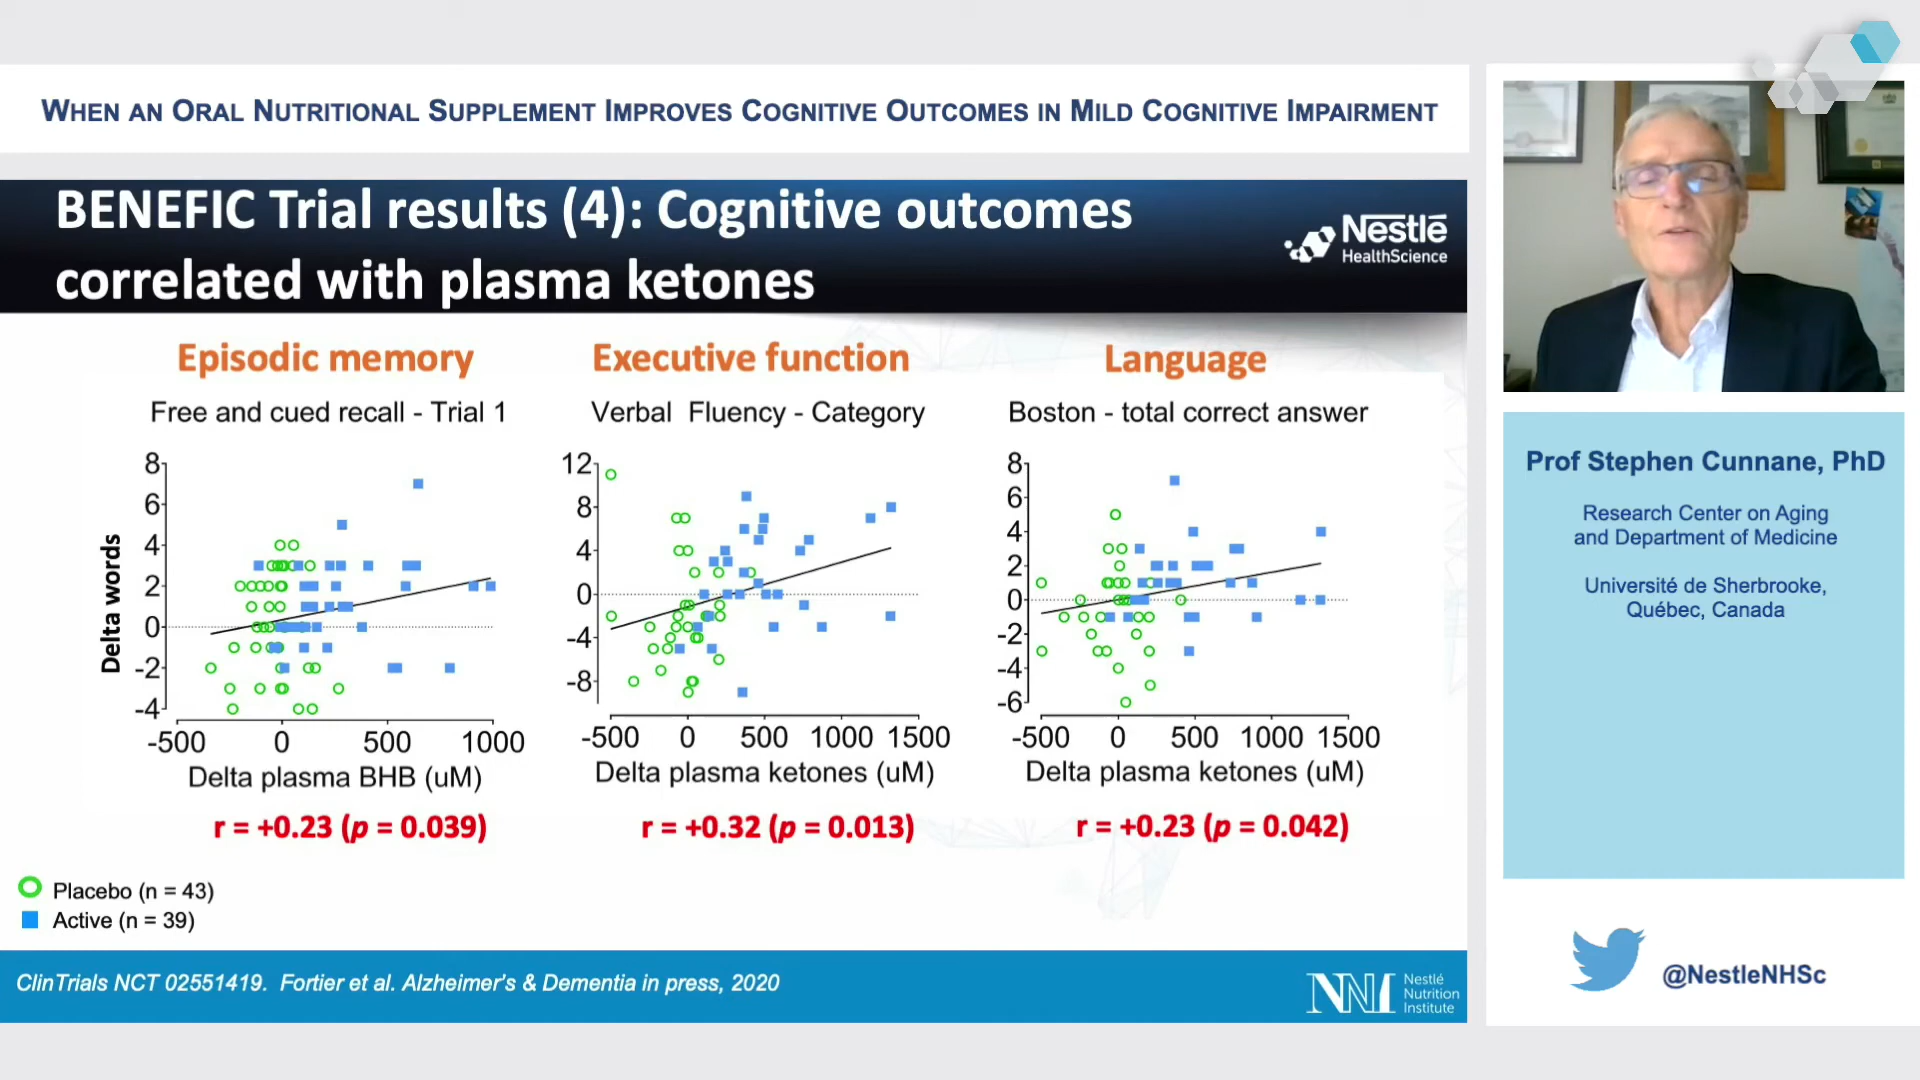 WHEN AN ORAL NUTRITIONAL SUPPLEMENT IMPROVES COGNITIVE OUTCOMES IN MILD COGNITIVE IMPAIRMENT
BENEFIC Trial results (4): Cognitive outcomes
correlated with plasma ketones
Nestlé
HealthScience
Episodic memory
Free and cued recall - Trial 1
Delta words
8
6
4
2
0
-2
-4
-500 0 500 1000
Delta plasma BHB (uM)
r = +0.23 (p = 0.039)
Executive function
Verbal Fluency - Category
12
8
4
0
-4
-8
-500 0 500 1000 1500
Delta plasma ketones (uM)
r = +0.32 (p = 0.013)
Language
Boston - total correct answer
8
6
4
2
0
-2
-4
-6
-500 0 500 1000 1500
Delta plasma ketones (uM)
r = +0.23 (p = 0.042)
Placebo (n = 43)
Active (n = 39)
ClinTrials NCT 02551419. Fortier et al. Alzheimer's & Dementia in press, 2020
NNI
Nestlé
Nutrition
Institute
Prof Stephen Cunnane, PhD
Research Center on Aging
and Department of Medicine
Université de Sherbrooke,
Québec, Canada
@NestleNHSc